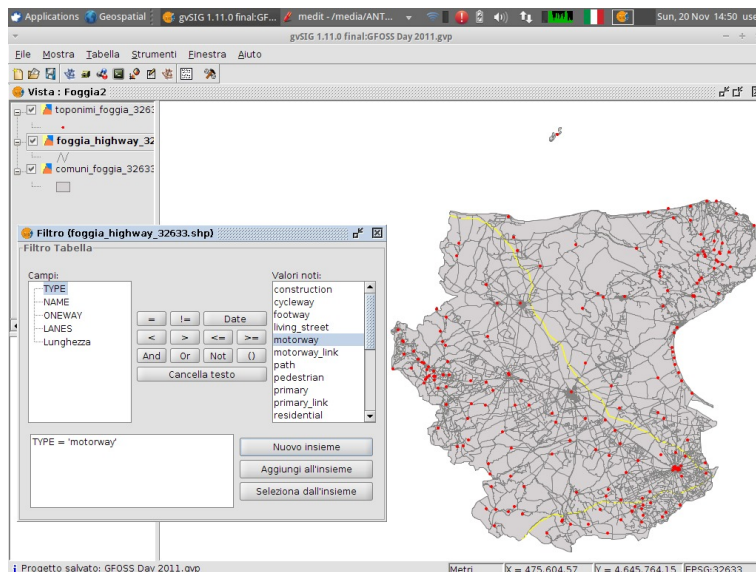 Applications Geospatial gvSIG 1.11.0 final:GF... medit - /media/ANT... Sun, 20 Nov 14:50 use
gvSIG 1.11.0 final:GFOSS Day 2011.gvp
File Mostra Tabella Strumenti Finestra Aiuto
Vista : Foggia2
toponimi_foggia_3263
foggia_highway_32
comuni_foggia_32633
Filtro (foggia_highway_32633.shp)
Filtro Tabella
Campi:
TYPE
NAME
ONEWAY
LANES
Lunghezza
= != Date
< > <= >=
And Or Not ()
Cancella testo
Valori noti:
construction
cycleway
footway
living_street
motorway
motorway_link
path
pedestrian
primary
primary_link
residential
TYPE = 'motorway'
Nuovo insieme
Aggiungi all'insieme
Seleziona dall'insieme
Progetto salvato: GFOSS Day 2011.gvp Metri X = 475.604,57 Y = 4.645.764,15 EPSG:32633